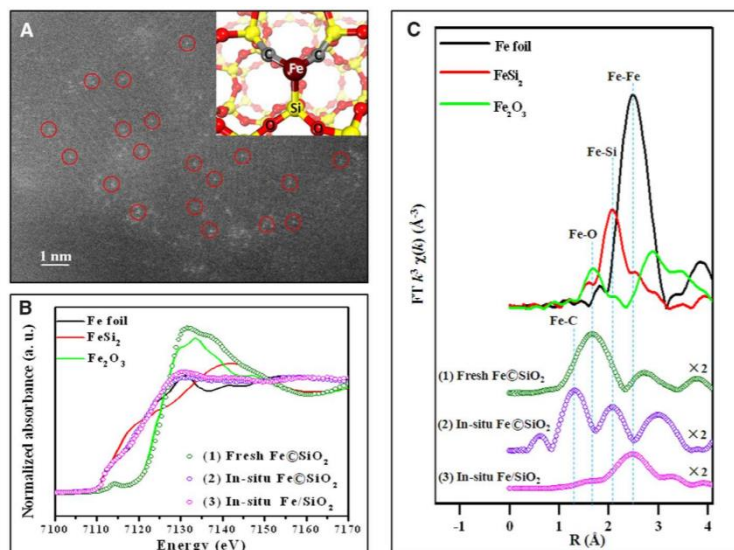 A
C
Fe
C
Si
O
O
1 nm
B
Fe foil
FeSi₂
Fe₂O₃
(1) Fresh Fe©SiO₂
(2) In-situ Fe©SiO₂
(3) In-situ Fe/SiO₂
Normalized absorbance (a. u.)
7100 7110 7120 7130 7140 7150 7160 7170
Energy (eV)
C
Fe foil
FeSi₂
Fe₂O₃
Fe-Fe
Fe-Si
Fe-O
Fe-C
FT k³ χ(k) (Å-³)
(1) Fresh Fe©SiO₂
×2
(2) In-situ Fe©SiO₂
×2
(3) In-situ Fe/SiO₂
×2
-1 0 1 2 3 4
R (Å)